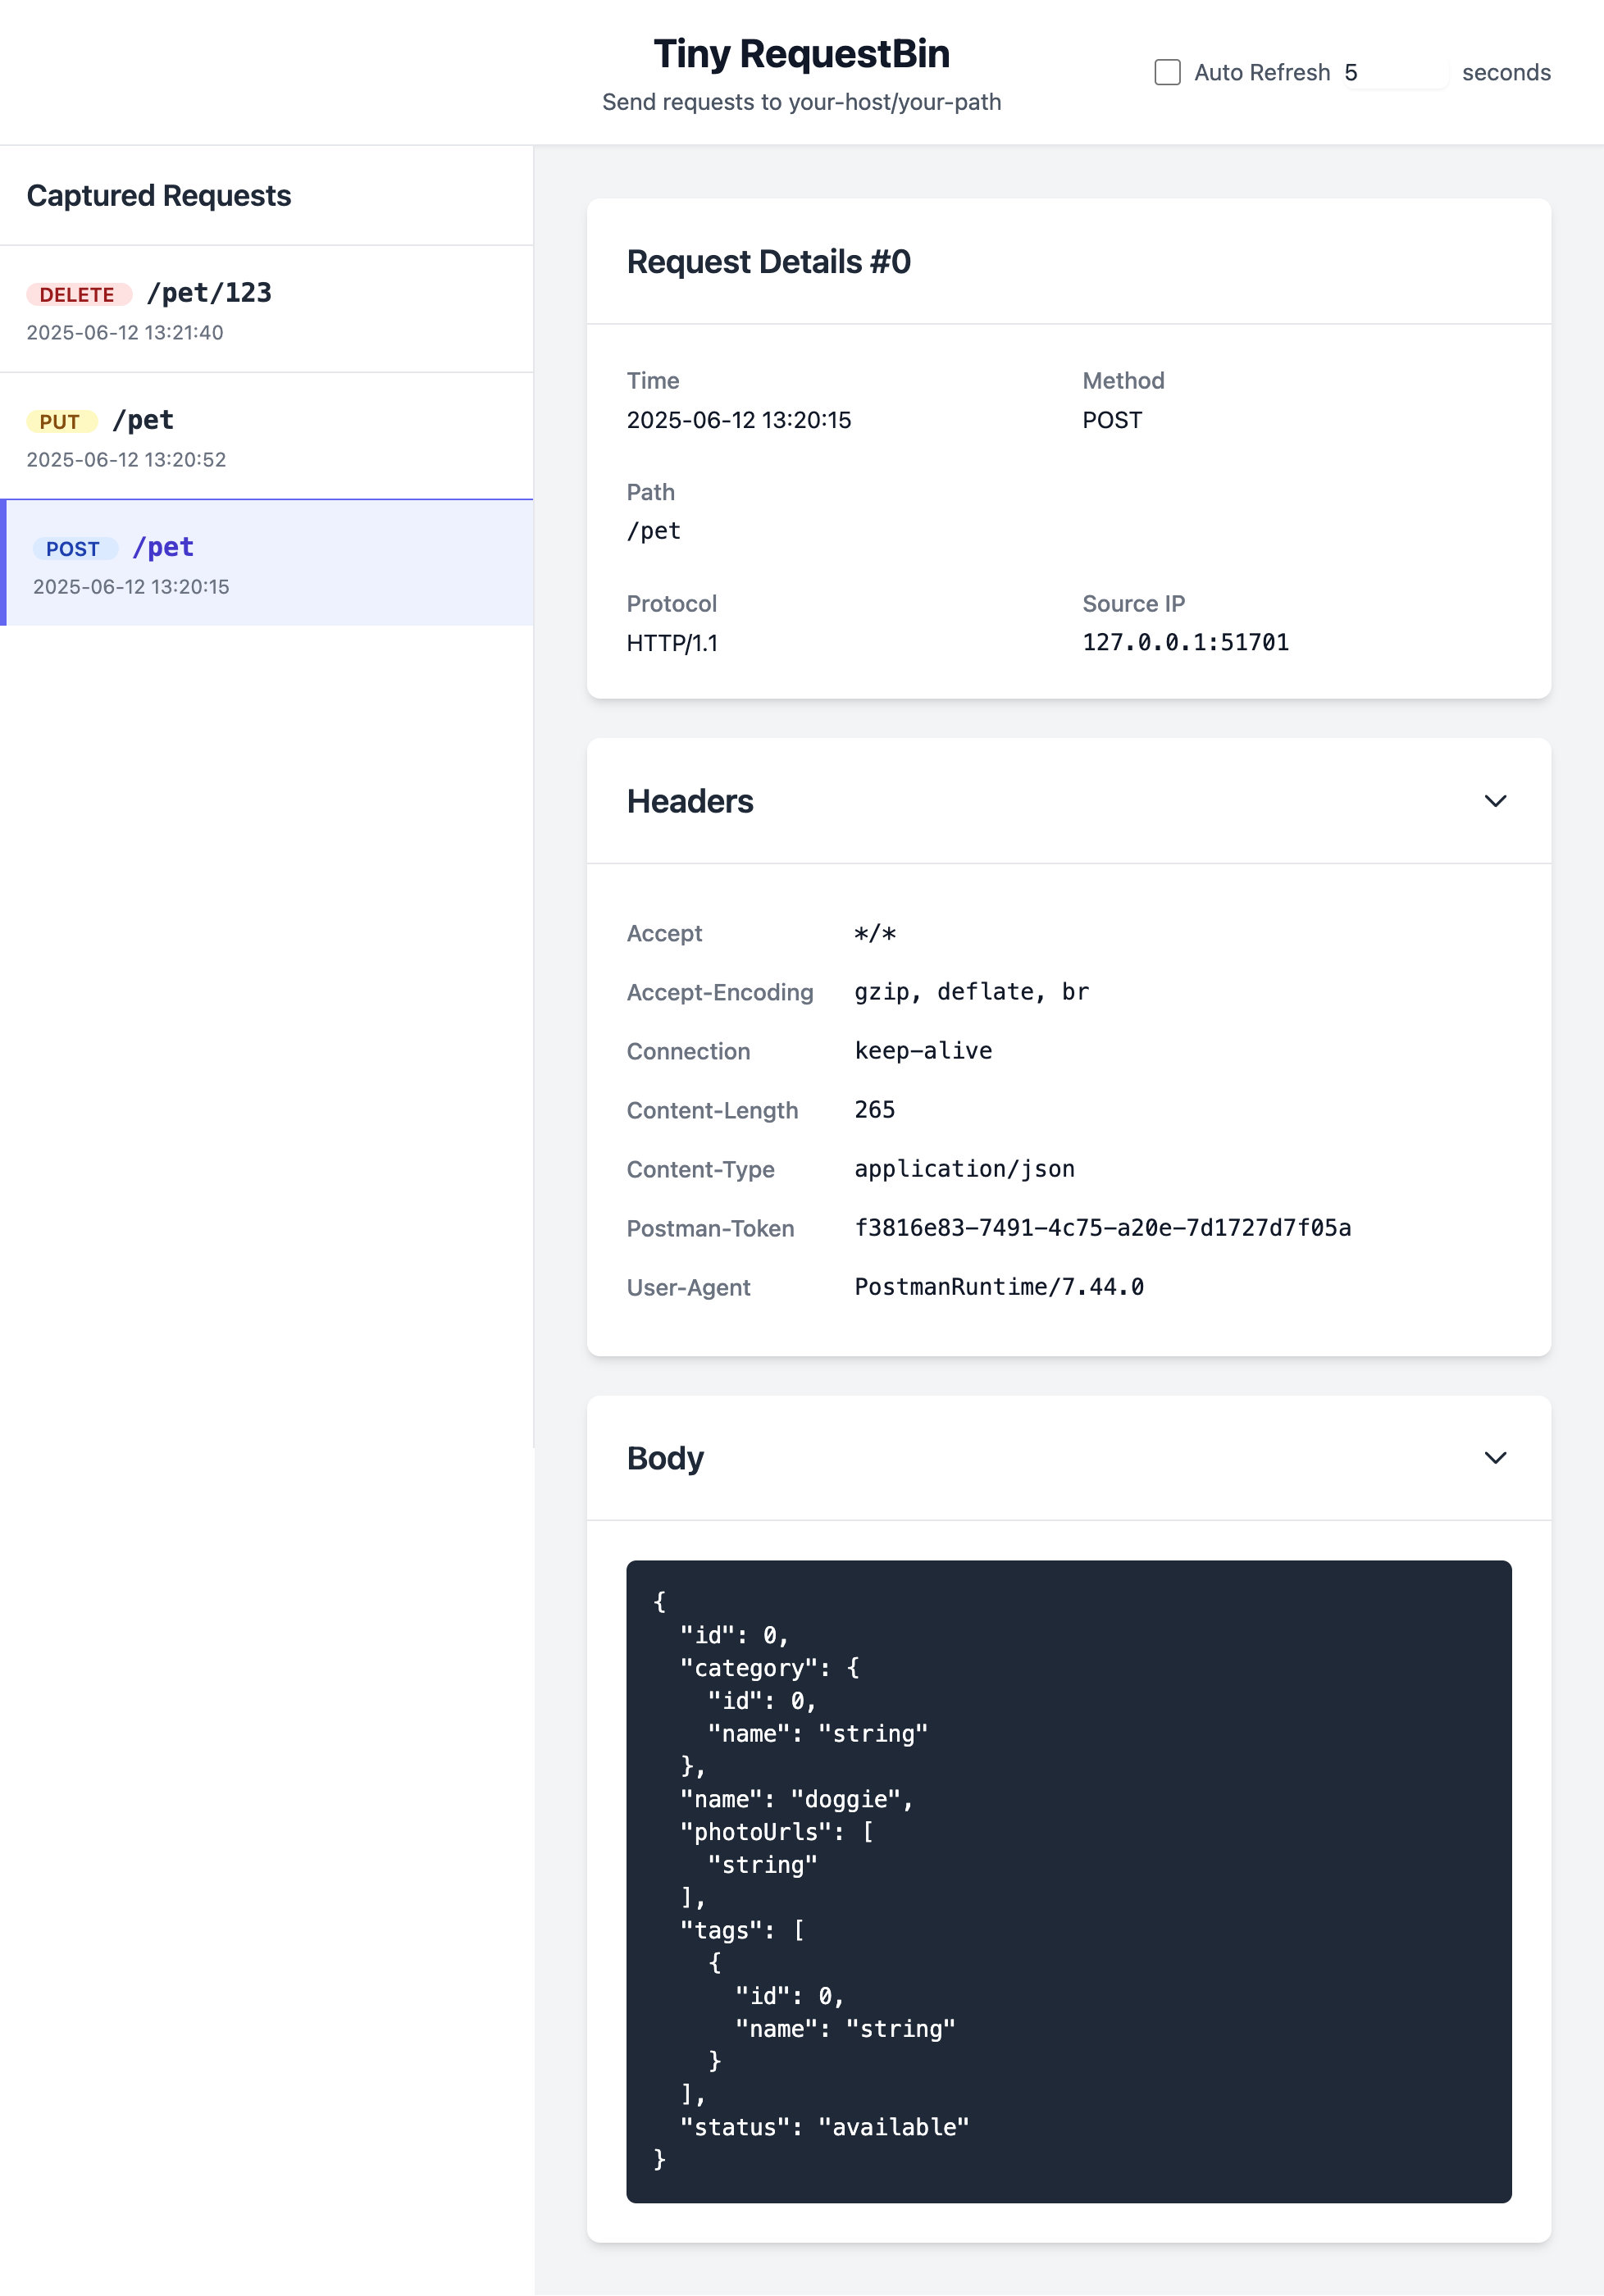 Tiny RequestBin
Send requests to your-host/your-path
Auto Refresh 5 seconds
Captured Requests
DELETE /pet/123
2025-06-12 13:21:40
PUT /pet
2025-06-12 13:20:52
POST /pet
2025-06-12 13:20:15
Request Details #0
Time Method
2025-06-12 13:20:15 POST
Path
/pet
Protocol Source IP
HTTP/1.1 127.0.0.1:51701
Headers
Accept */*
Accept-Encoding gzip, deflate, br
Connection keep-alive
Content-Length 265
Content-Type application/json
Postman-Token f3816e83-7491-4c75-a20e-7d1727d7f05a
User-Agent PostmanRuntime/7.44.0
Body
{
  "id": 0,
  "category": {
    "id": 0,
    "name": "string"
  },
  "name": "doggie",
  "photoUrls": [
    "string"
  ],
  "tags": [
    {
      "id": 0,
      "name": "string"
    }
  ],
  "status": "available"
}